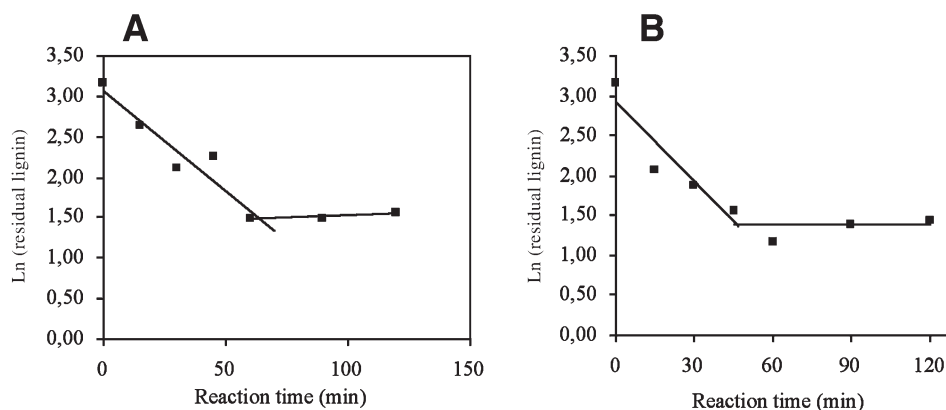 A
Ln (residual lignin)
3,50
3,00
2,50
2,00
1,50
1,00
0,50
0,00
0 50 100 150
Reaction time (min)
B
Ln (residual lignin)
3,50
3,00
2,50
2,00
1,50
1,00
0,50
0,00
0 30 60 90 120
Reaction time (min)